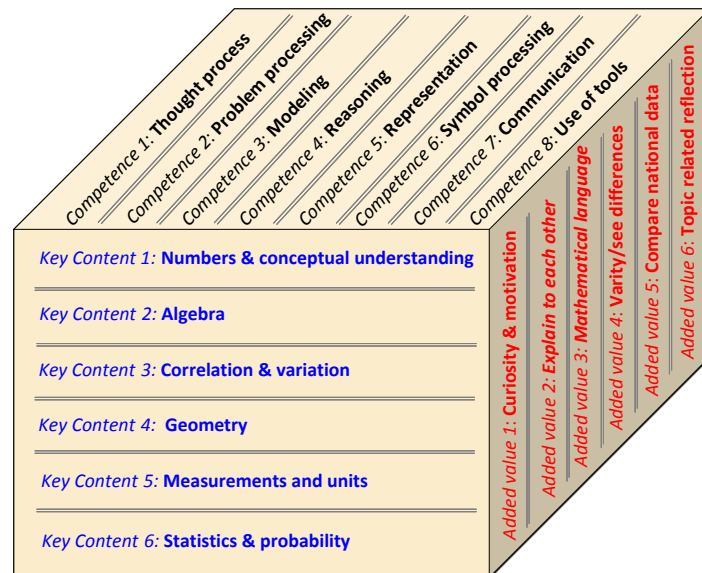 Competence 1: Thought process
Competence 2: Problem processing
Competence 3: Modeling
Competence 4: Reasoning
Competence 5: Representation
Competence 6: Symbol processing
Competence 7: Communication
Competence 8: Use of tools
Key Content 1: Numbers & conceptual understanding
Key Content 2: Algebra
Key Content 3: Correlation & variation
Key Content 4: Geometry
Key Content 5: Measurements and units
Key Content 6: Statistics & probability
Added value 1: Curiosity & motivation
Added value 2: Explain to each other
Added value 3: Mathematical language
Added value 4: Varity/see differences
Added value 5: Compare national data
Added value 6: Topic related reflection